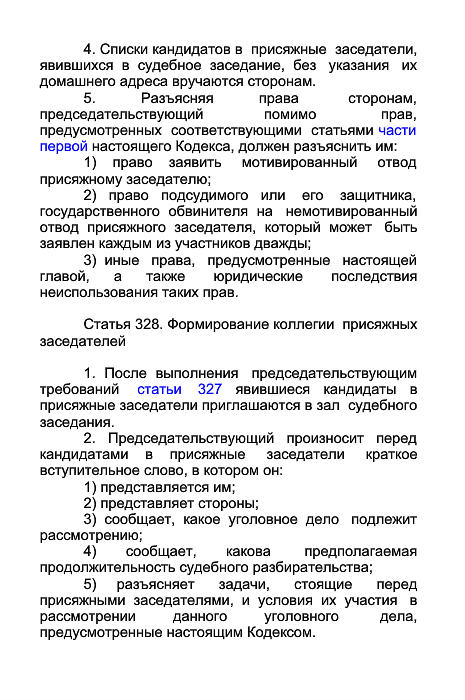 4. Списки кандидатов в присяжные заседатели,
явившихся в судебное заседание, без указания их
домашнего адреса вручаются сторонам.
5. Разъясняя права сторонам,
председательствующий помимо прав,
предусмотренных соответствующими статьями части
первой настоящего Кодекса, должен разъяснить им:
1) право заявить мотивированный отвод
присяжному заседателю;
2) право подсудимого или его защитника,
государственного обвинителя на немотивированный
отвод присяжного заседателя, который может быть
заявлен каждым из участников дважды;
3) иные права, предусмотренные настоящей
главой, а также юридические последствия
неиспользования таких прав.
Статья 328. Формирование коллегии присяжных
заседателей
1. После выполнения председательствующим
требований статьи 327 явившиеся кандидаты в
присяжные заседатели приглашаются в зал судебного
заседания.
2. Председательствующий произносит перед
кандидатами в присяжные заседатели краткое
вступительное слово, в котором он:
1) представляется им;
2) представляет стороны;
3) сообщает, какое уголовное дело подлежит
рассмотрению;
4) сообщает, какова предполагаемая
продолжительность судебного разбирательства;
5) разъясняет задачи, стоящие перед
присяжными заседателями, и условия их участия в
рассмотрении данного уголовного дела,
предусмотренные настоящим Кодексом.